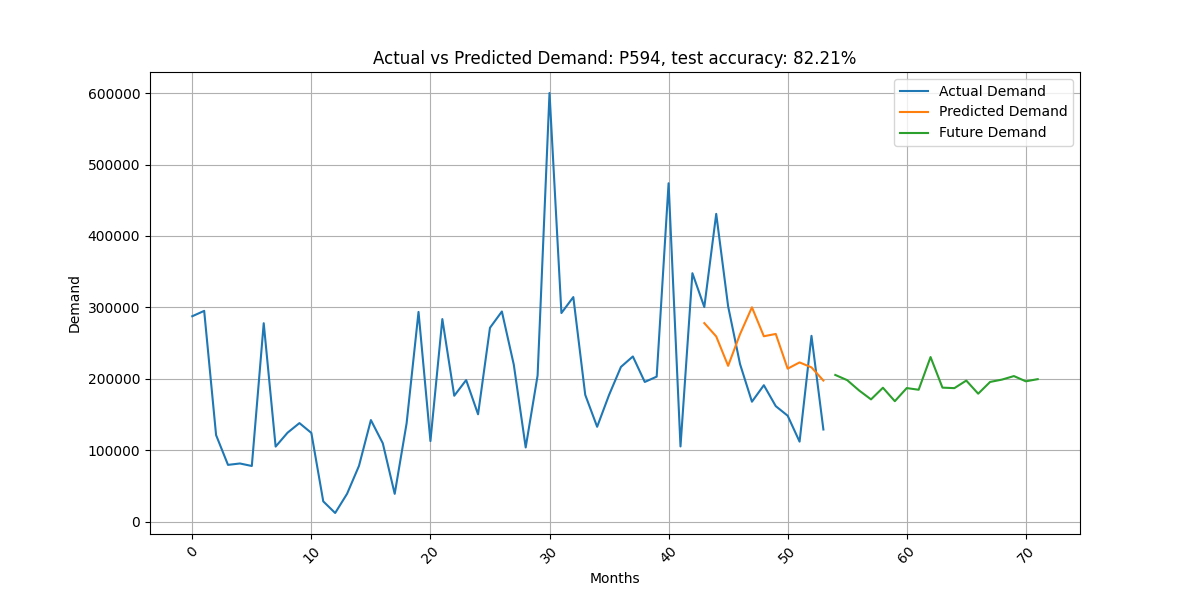 Actual vs Predicted Demand: P594, test accuracy: 82.21%
Actual Demand
Predicted Demand
Future Demand
Demand
600000
500000
400000
300000
200000
100000
0
0 10 20 30 40 50 60 70
Months